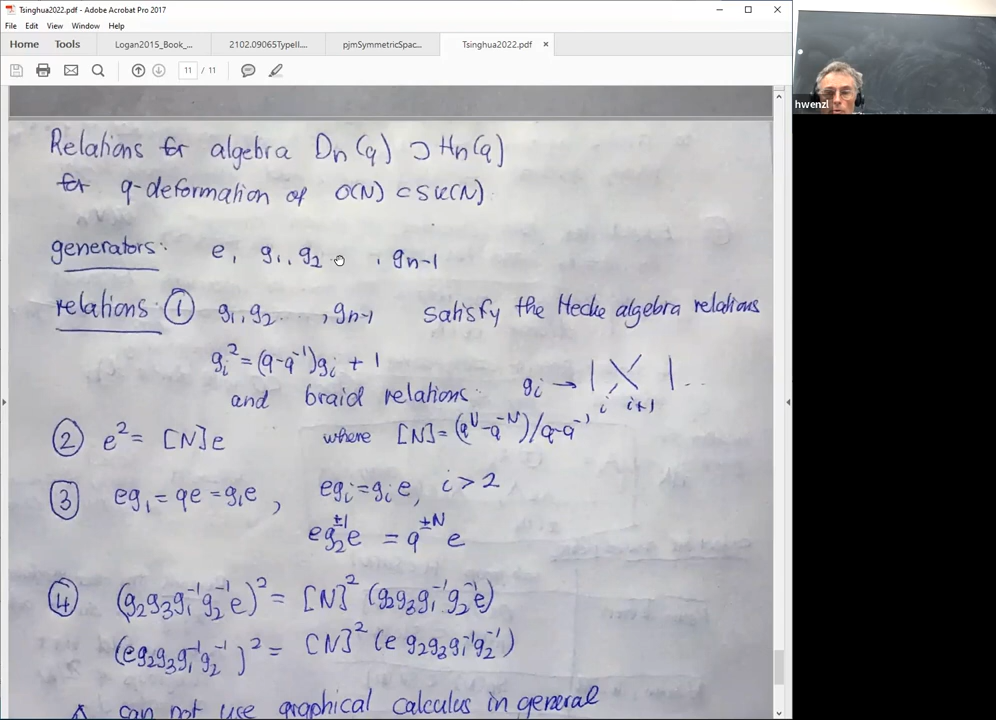 Tsinghua2022.pdf - Adobe Acrobat Pro 2017
File Edit View Window Help
Home Tools Logan2015_Book_... 2102.09065TypeII.... pjmSymmetricSpac... Tsinghua2022.pdf ×
11 / 11
hwenzl
Relations for algebra Dn(q) ⊃ Hn(q)
for q-deformation of O(N) ⊂ SU(N)
generators: e, g₁, g₂ , gn-1
relations: ① g₁, g₂ ... , gn-1 satisfy the Hecke algebra relations
gᵢ² = (q-q⁻¹)gᵢ + 1
and braid relations. gᵢ → | X | ..
i i+1
② e² = [N]e where [N] = (q^N - q^-N)/q-q⁻¹
③ eg₁ = qe = g₁e, egᵢ = gᵢe, i > 2
eg₂^±1 e = q^±N e
④ (g₂g₃g₁⁻¹g₂⁻¹e)² = [N]² (g₂g₃g₁⁻¹g₂⁻¹e)
(eg₂g₃g₁⁻¹g₂⁻¹)² = [N]² (e g₂g₃g₁⁻¹g₂⁻¹)
can not use graphical calculus in general